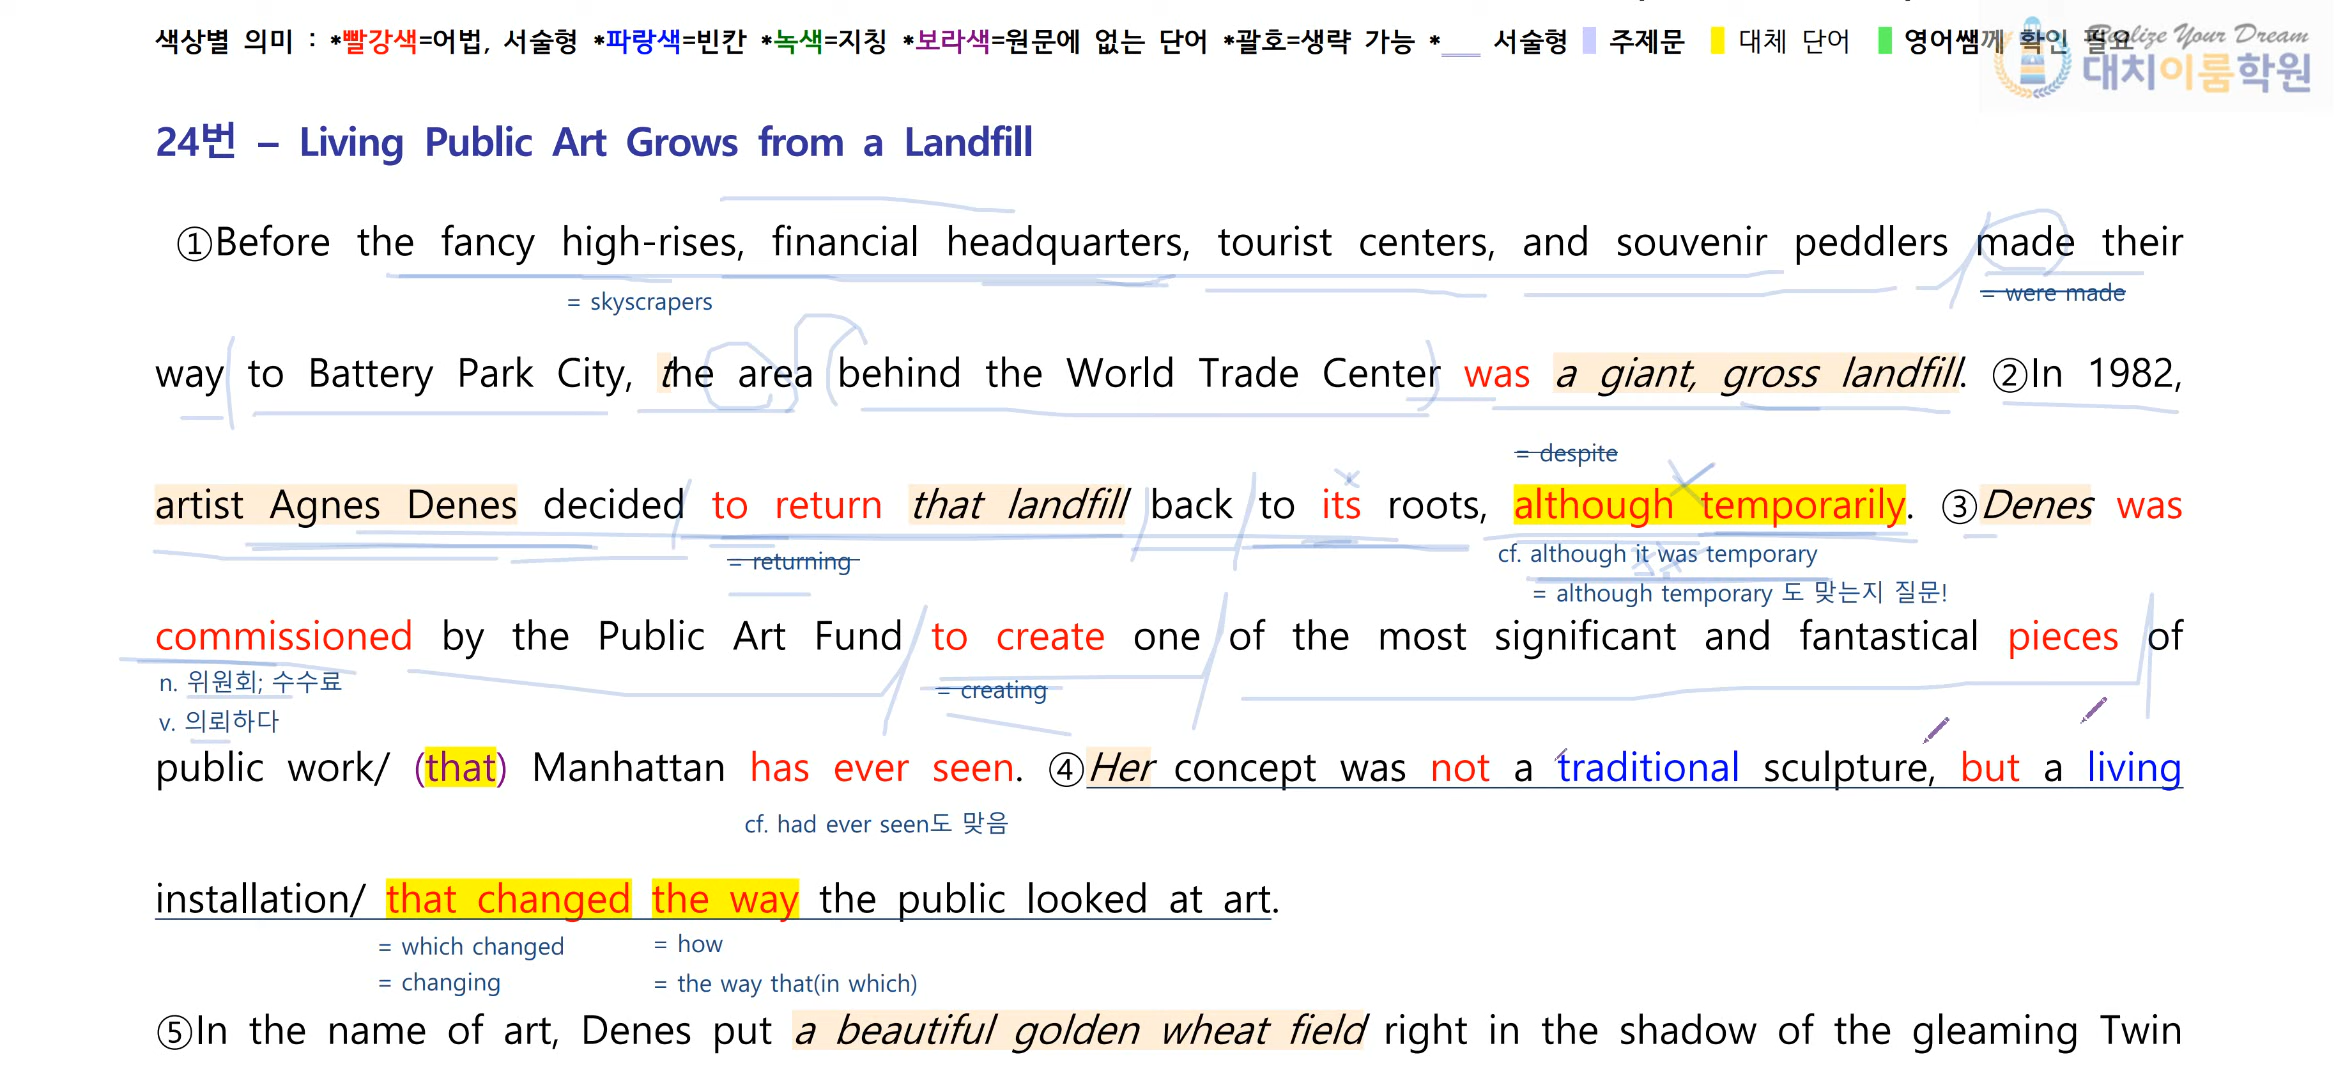 색상별 의미 : *빨강색=어법, 서술형 *파랑색=빈칸 *녹색=지칭 *보라색=원문에 없는 단어 *괄호=생략 가능 *___ 서술형 주제문 대체 단어 영어쌤께 확인 필요
Realize Your Dream
대치이룸학원
24번 – Living Public Art Grows from a Landfill
①Before the fancy high-rises, financial headquarters, tourist centers, and souvenir peddlers made their
= skyscrapers
= were made
way to Battery Park City, the area behind the World Trade Center was a giant, gross landfill. ②In 1982,
= despite
artist Agnes Denes decided to return that landfill back to its roots, although temporarily. ③Denes was
= returning
cf. although it was temporary
= although temporary 도 맞는지 질문!
commissioned by the Public Art Fund to create one of the most significant and fantastical pieces of
n. 위원회; 수수료
= creating
v. 의뢰하다
public work/ (that) Manhattan has ever seen. ④Her concept was not a traditional sculpture, but a living
cf. had ever seen도 맞음
installation/ that changed the way the public looked at art.
= which changed
= how
= changing
= the way that(in which)
⑤In the name of art, Denes put a beautiful golden wheat field right in the shadow of the gleaming Twin